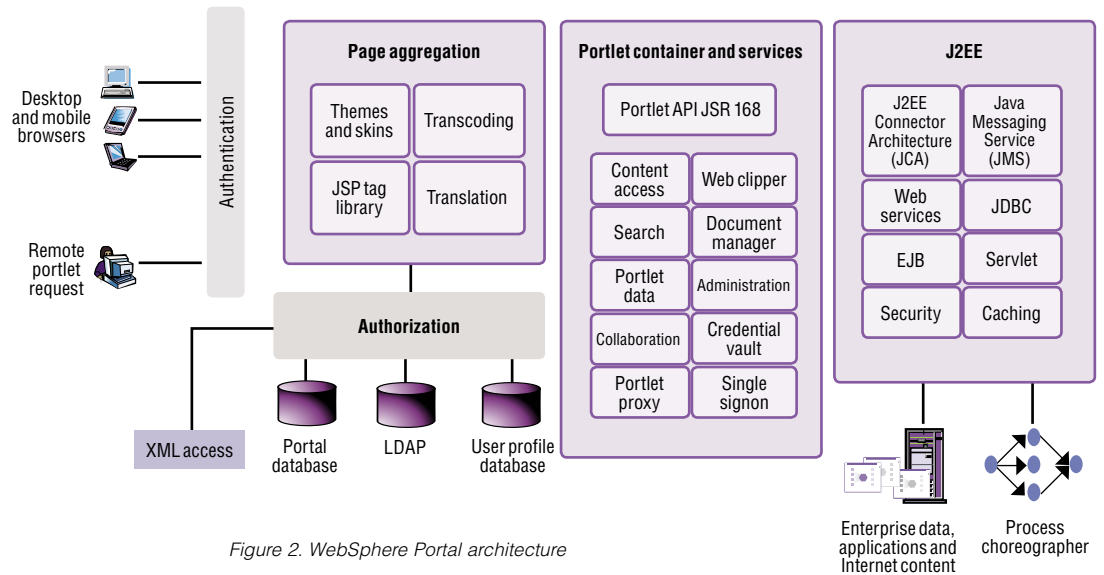 Desktop
and mobile
browsers
Remote
portlet
request
Authentication
Page aggregation
Themes
and skins
Transcoding
JSP tag
library
Translation
Authorization
XML access
Portal
database
LDAP
User profile
database
Portlet container and services
Portlet API JSR 168
Content
access
Web clipper
Search
Document
manager
Portlet
data
Administration
Collaboration
Credential
vault
Portlet
proxy
Single
signon
J2EE
J2EE
Connector
Architecture
(JCA)
Java
Messaging
Service
(JMS)
Web
services
JDBC
EJB
Servlet
Security
Caching
Enterprise data,
applications and
Internet content
Process
choreographer
Figure 2. WebSphere Portal architecture